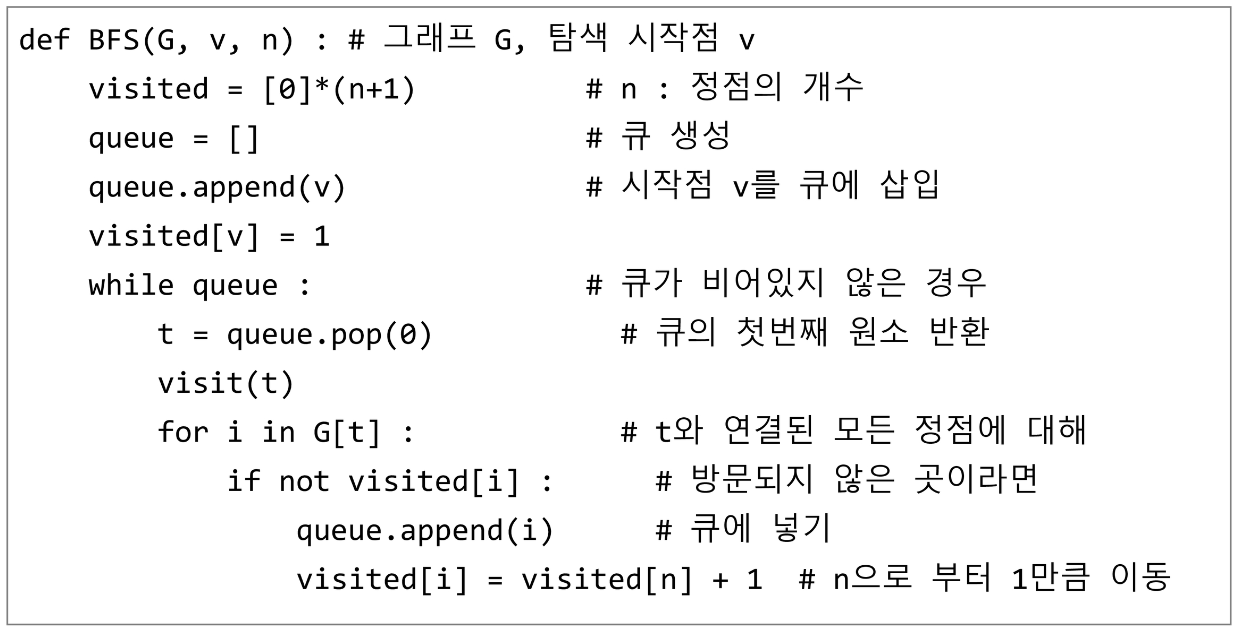 def BFS(G, v, n) : # 그래프 G, 탐색 시작점 v
    visited = [0]*(n+1)          # n : 정점의 개수
    queue = []                   # 큐 생성
    queue.append(v)              # 시작점 v를 큐에 삽입
    visited[v] = 1
    while queue :                # 큐가 비어있지 않은 경우
        t = queue.pop(0)           # 큐의 첫번째 원소 반환
        visit(t)
        for i in G[t] :            # t와 연결된 모든 정점에 대해
            if not visited[i] :      # 방문되지 않은 곳이라면
                queue.append(i)      # 큐에 넣기
                visited[i] = visited[n] + 1  # n으로 부터 1만큼 이동